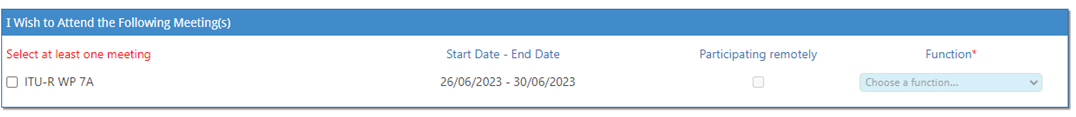 I Wish to Attend the Following Meeting(s)
Select at least one meeting Start Date - End Date Participating remotely Function*
ITU-R WP 7A 26/06/2023 - 30/06/2023 Choose a function...